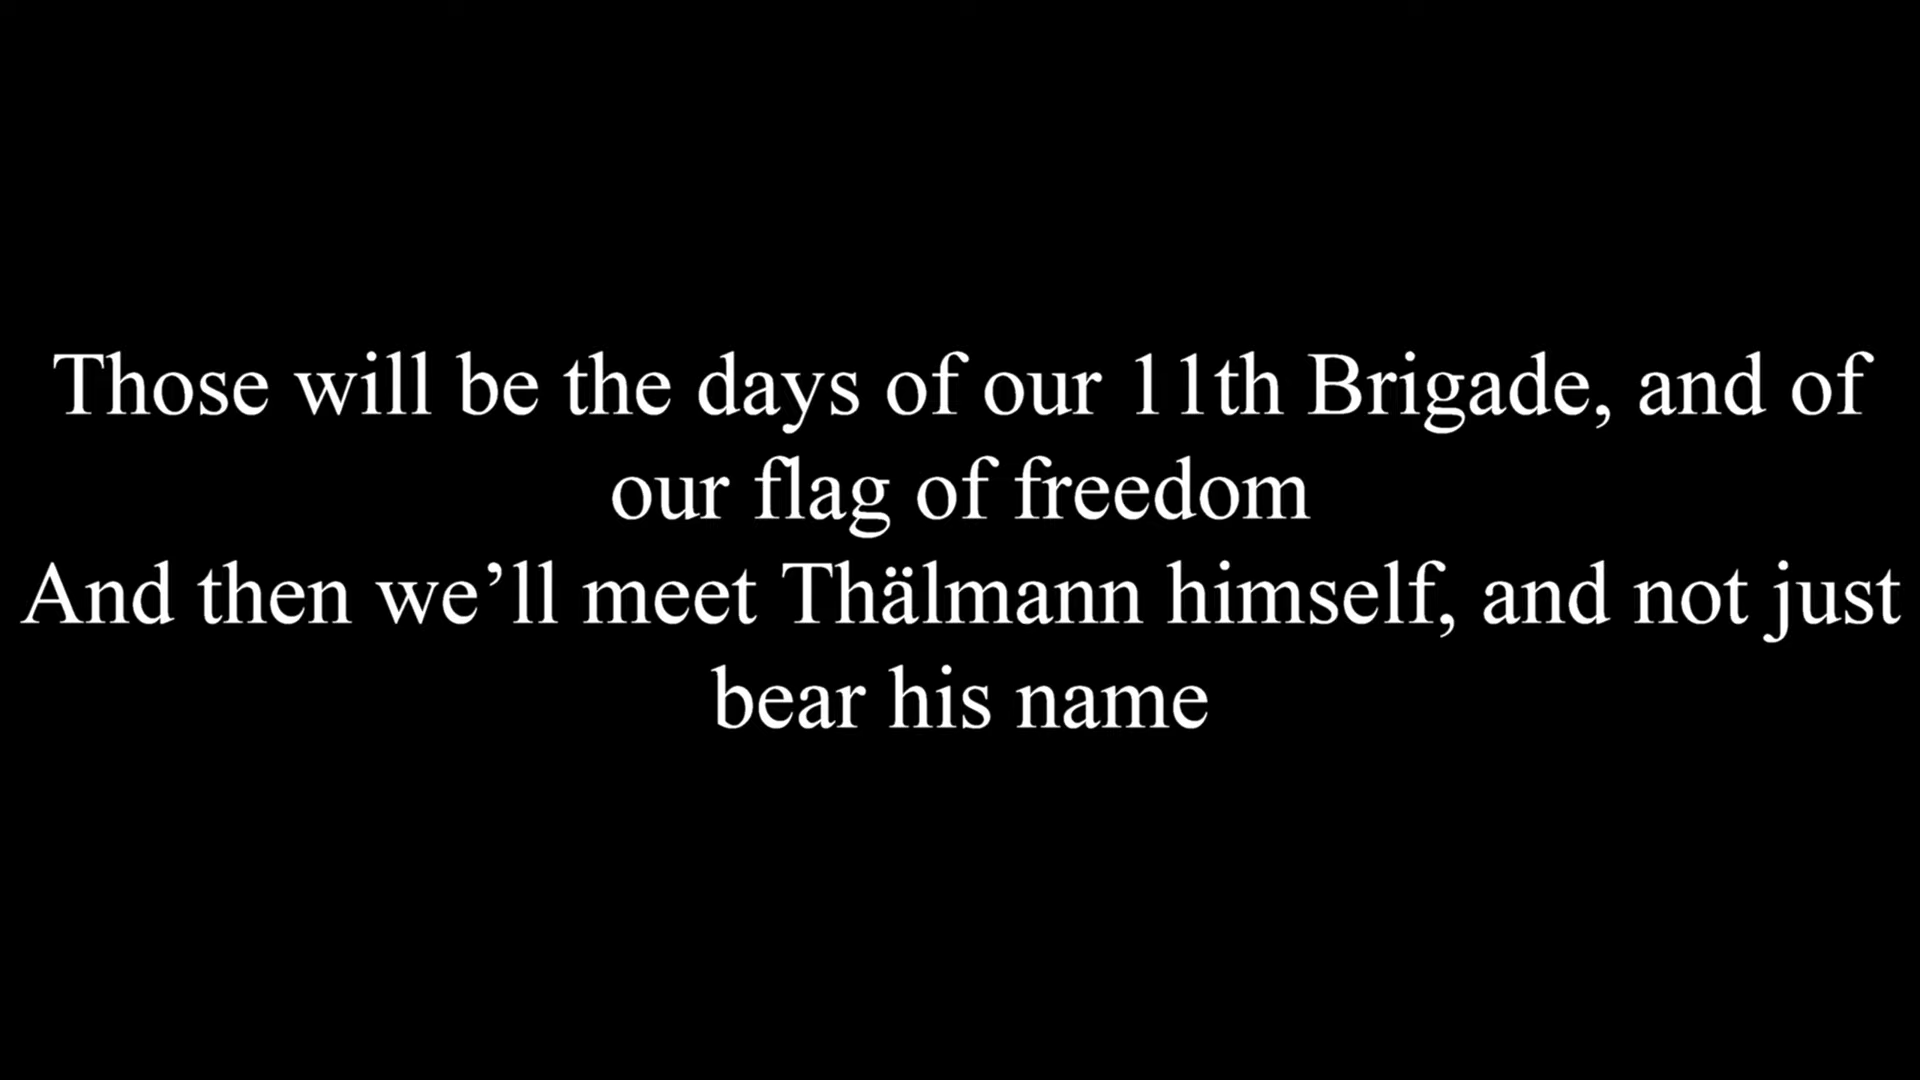 Those will be the days of our 11th Brigade, and of
our flag of freedom
And then we’ll meet Thälmann himself, and not just
bear his name